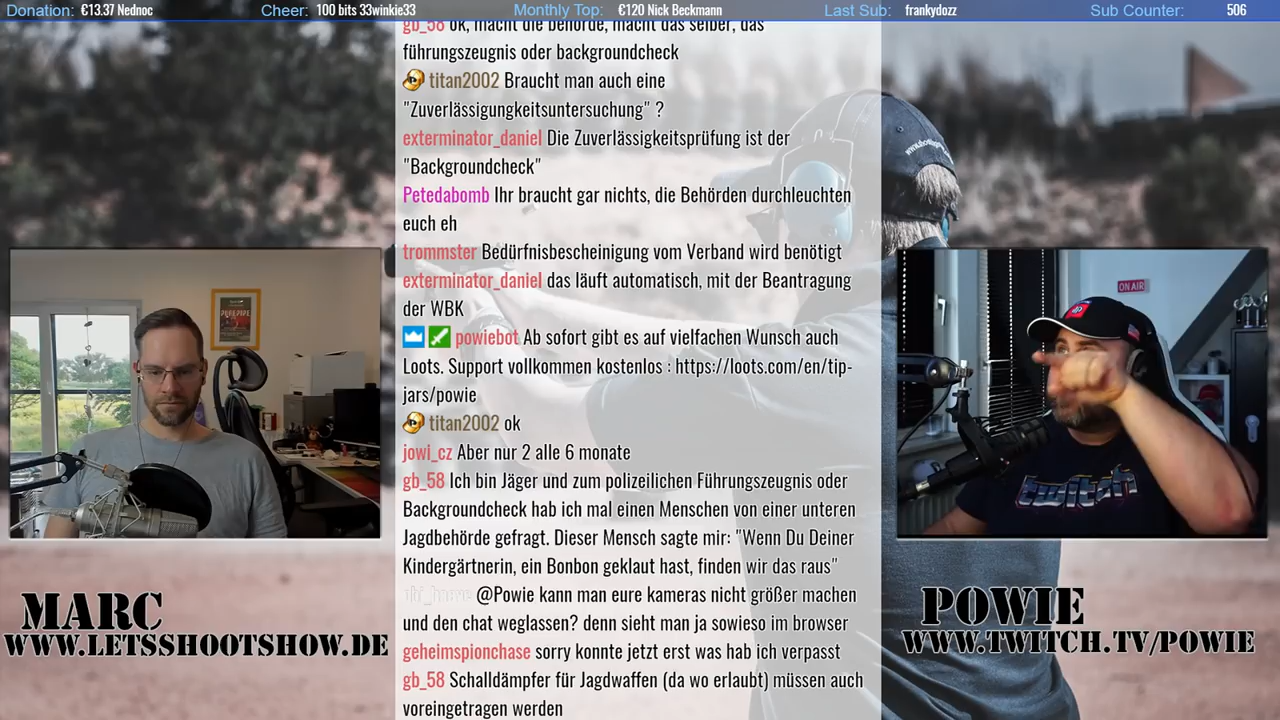 Donation: €13.37 Nednoc Cheer: 100 bits 33winkie33 Monthly Top: €120 Nick Beckmann Last Sub: frankydozz Sub Counter: 506
gb_58 ok, macht die behörde, macht das selber, das
führungszeugnis oder backgroundcheck
titan2002 Braucht man auch eine
"Zuverlässigungkeitsuntersuchung" ?
exterminator_daniel Die Zuverlässigkeitsprüfung ist der
"Backgroundcheck"
Petedabomb Ihr braucht gar nichts, die Behörden durchleuchten
euch eh
trommster Bedürfnisbescheinigung vom Verband wird benötigt
exterminator_daniel das läuft automatisch, mit der Beantragung
der WBK
powiebot Ab sofort gibt es auf vielfachen Wunsch auch
Loots. Support vollkommen kostenlos : https://loots.com/en/tip-
jars/powie
titan2002 ok
jowi_cz Aber nur 2 alle 6 monate
gb_58 Ich bin Jäger und zum polizeilichen Führungszeugnis oder
Backgroundcheck hab ich mal einen Menschen von einer unteren
Jagdbehörde gefragt. Dieser Mensch sagte mir: "Wenn Du Deiner
Kindergärtnerin, ein Bonbon geklaut hast, finden wir das raus"
@Powie kann man eure kameras nicht größer machen
und den chat weglassen? denn sieht man ja sowieso im browser
geheimspionchase sorry konnte jetzt erst was hab ich verpasst
gb_58 Schalldämpfer für Jagdwaffen (da wo erlaubt) müssen auch
voreingetragen werden
MARC
WWW.LETSSHOOTSHOW.DE
ON AIR
twitch
POWIE
WWW.TWITCH.TV/POWIE